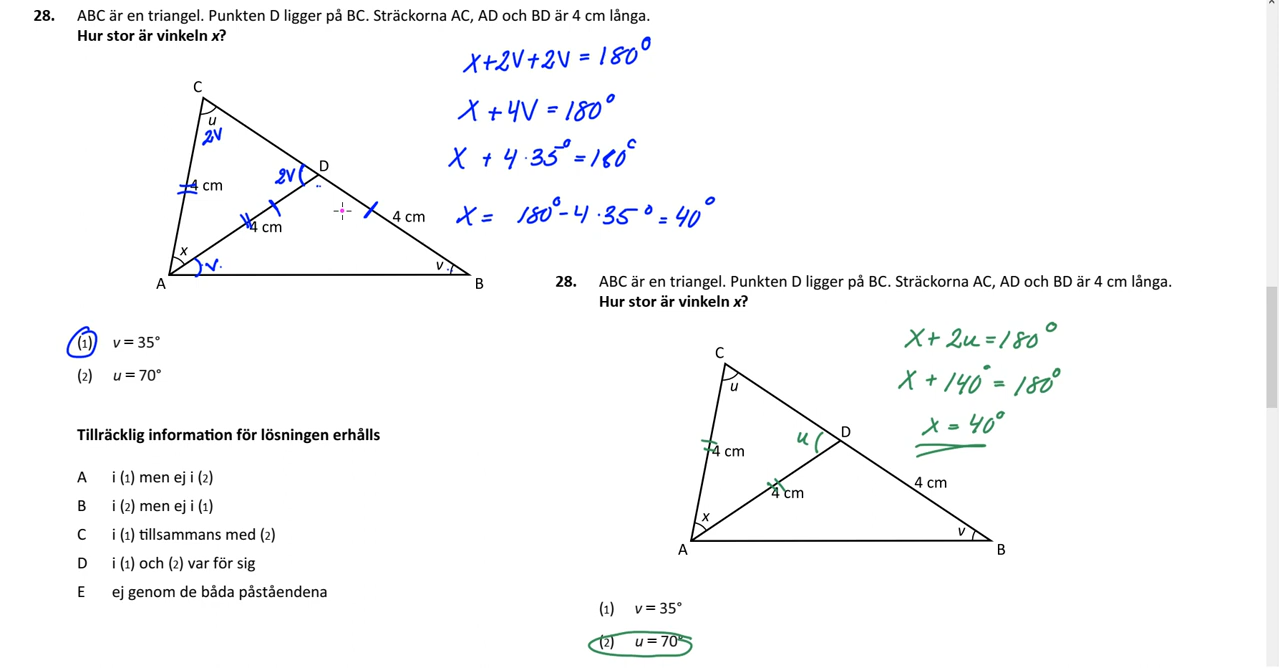 28. ABC är en triangel. Punkten D ligger på BC. Sträckorna AC, AD och BD är 4 cm långa.
Hur stor är vinkeln x?
x+2v+2v = 180°
C
u
2v
x + 4v = 180°
D
2v
x + 4 · 35° = 180°
4 cm
4 cm
4 cm
x = 180° - 4 · 35° = 40°
x
v
v
A
B
(1) v = 35°
(2) u = 70°
Tillräcklig information för lösningen erhålls
A i (1) men ej i (2)
B i (2) men ej i (1)
C i (1) tillsammans med (2)
D i (1) och (2) var för sig
E ej genom de båda påståendena
28. ABC är en triangel. Punkten D ligger på BC. Sträckorna AC, AD och BD är 4 cm långa.
Hur stor är vinkeln x?
x + 2u = 180°
C
u
x + 140° = 180°
D
u
x = 40°
4 cm
4 cm
4 cm
x
v
A
B
(1) v = 35°
(2) u = 70°